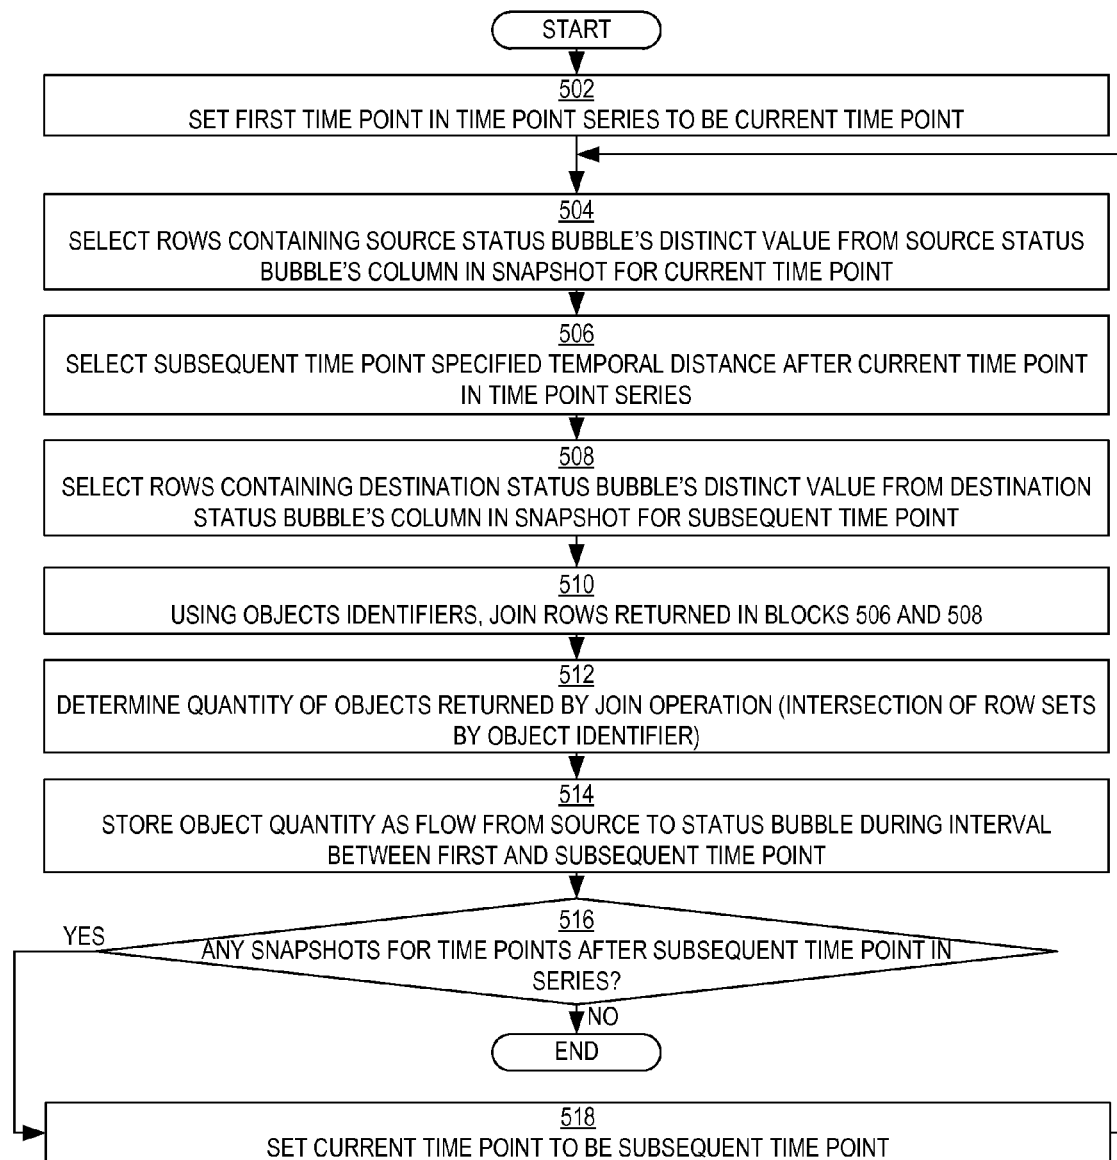 START
502
SET FIRST TIME POINT IN TIME POINT SERIES TO BE CURRENT TIME POINT
504
SELECT ROWS CONTAINING SOURCE STATUS BUBBLE'S DISTINCT VALUE FROM SOURCE STATUS
BUBBLE'S COLUMN IN SNAPSHOT FOR CURRENT TIME POINT
506
SELECT SUBSEQUENT TIME POINT SPECIFIED TEMPORAL DISTANCE AFTER CURRENT TIME POINT
IN TIME POINT SERIES
508
SELECT ROWS CONTAINING DESTINATION STATUS BUBBLE'S DISTINCT VALUE FROM DESTINATION
STATUS BUBBLE'S COLUMN IN SNAPSHOT FOR SUBSEQUENT TIME POINT
510
USING OBJECTS IDENTIFIERS, JOIN ROWS RETURNED IN BLOCKS 506 AND 508
512
DETERMINE QUANTITY OF OBJECTS RETURNED BY JOIN OPERATION (INTERSECTION OF ROW SETS
BY OBJECT IDENTIFIER)
514
STORE OBJECT QUANTITY AS FLOW FROM SOURCE TO STATUS BUBBLE DURING INTERVAL
BETWEEN FIRST AND SUBSEQUENT TIME POINT
516
YES
ANY SNAPSHOTS FOR TIME POINTS AFTER SUBSEQUENT TIME POINT IN
SERIES?
NO
END
518
SET CURRENT TIME POINT TO BE SUBSEQUENT TIME POINT